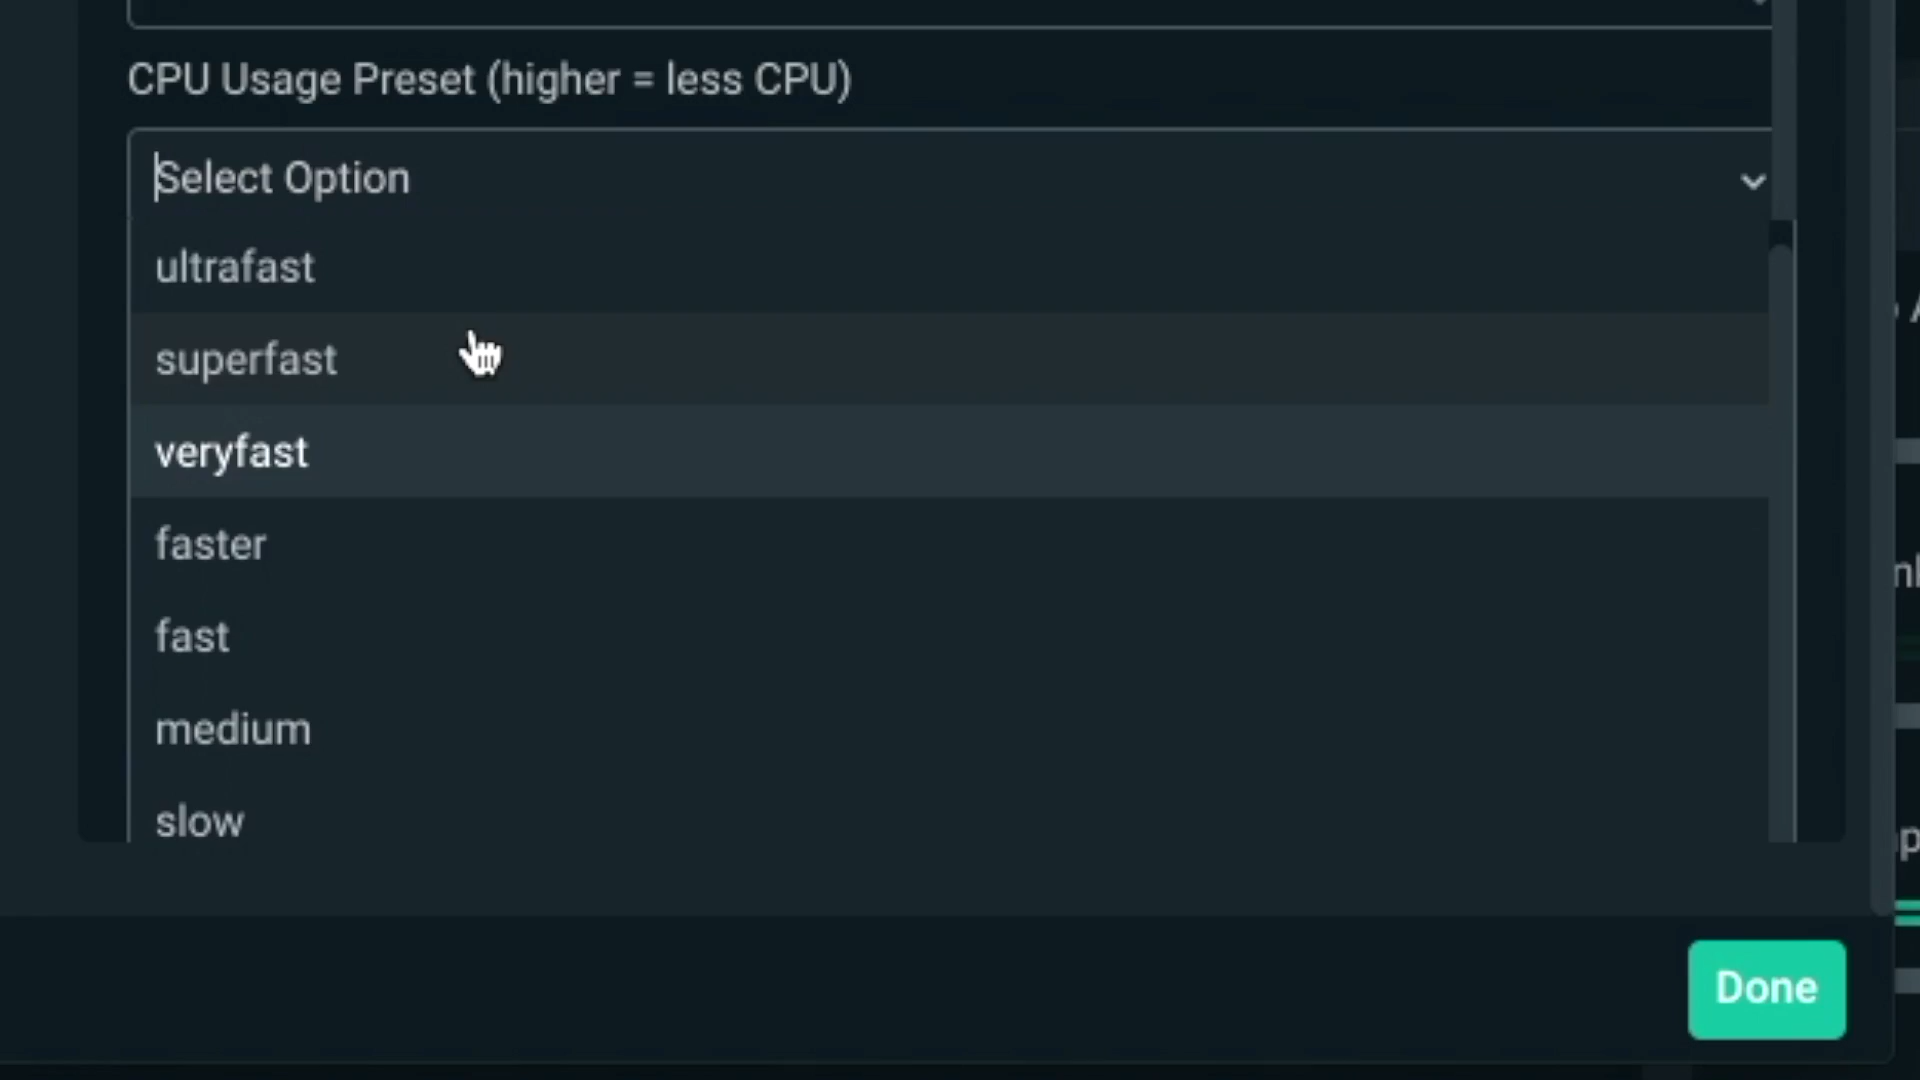 CPU Usage Preset (higher = less CPU)
Select Option
ultrafast
superfast
veryfast
faster
fast
medium
slow
Done